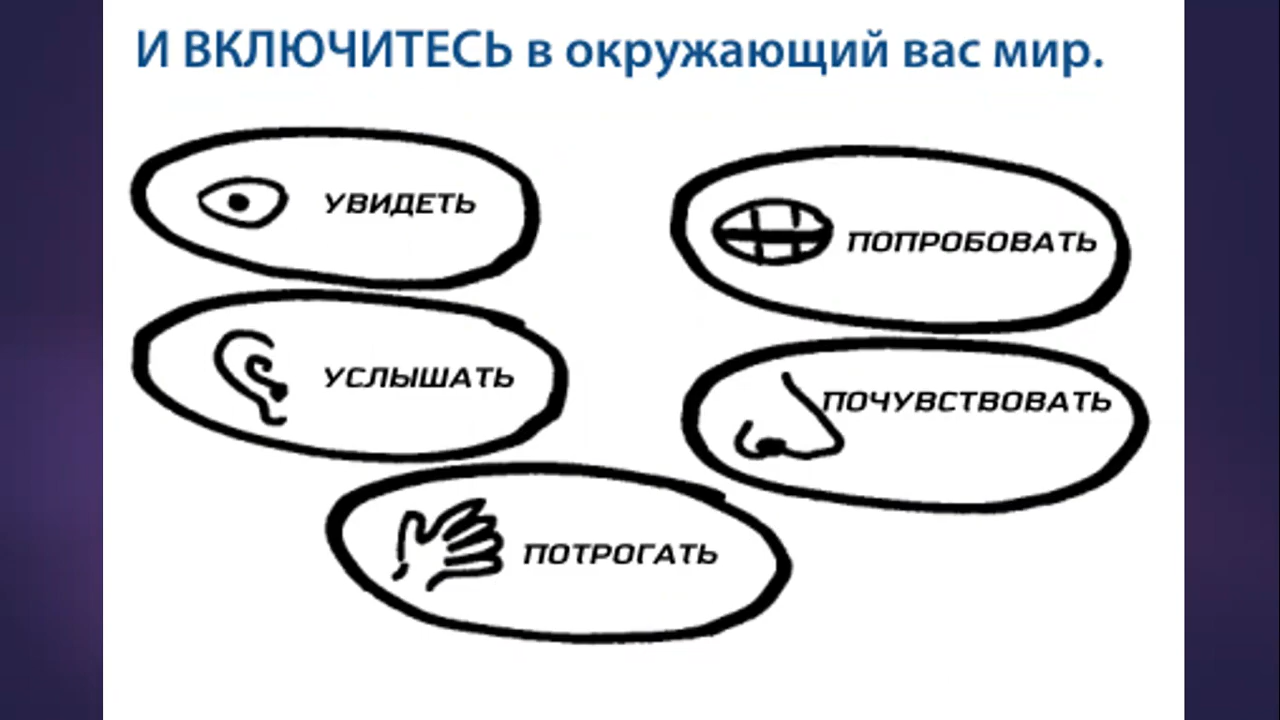 И ВКЛЮЧИТЕСЬ в окружающий вас мир.
УВИДЕТЬ
ПОПРОБОВАТЬ
УСЛЫШАТЬ
ПОЧУВСТВОВАТЬ
ПОТРОГАТЬ